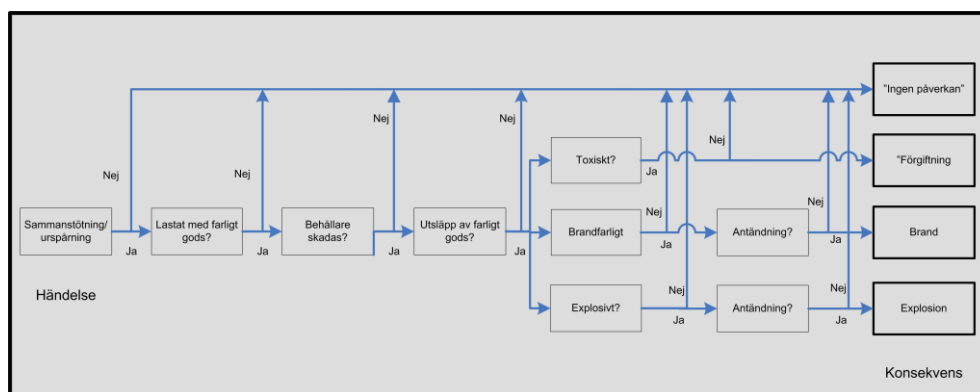 "Ingen påverkan"
Nej
Nej
Nej
Nej
Nej
Toxiskt?
Ja
"Förgiftning
Sammanstötning/
urspårning
Ja
Lastat med farligt
gods?
Ja
Behållare
skadas?
Ja
Utsläpp av farligt
gods?
Ja
Brandfarligt
Nej
Ja
Antändning?
Nej
Ja
Brand
Händelse
Explosivt?
Nej
Ja
Antändning?
Nej
Ja
Explosion
Konsekvens